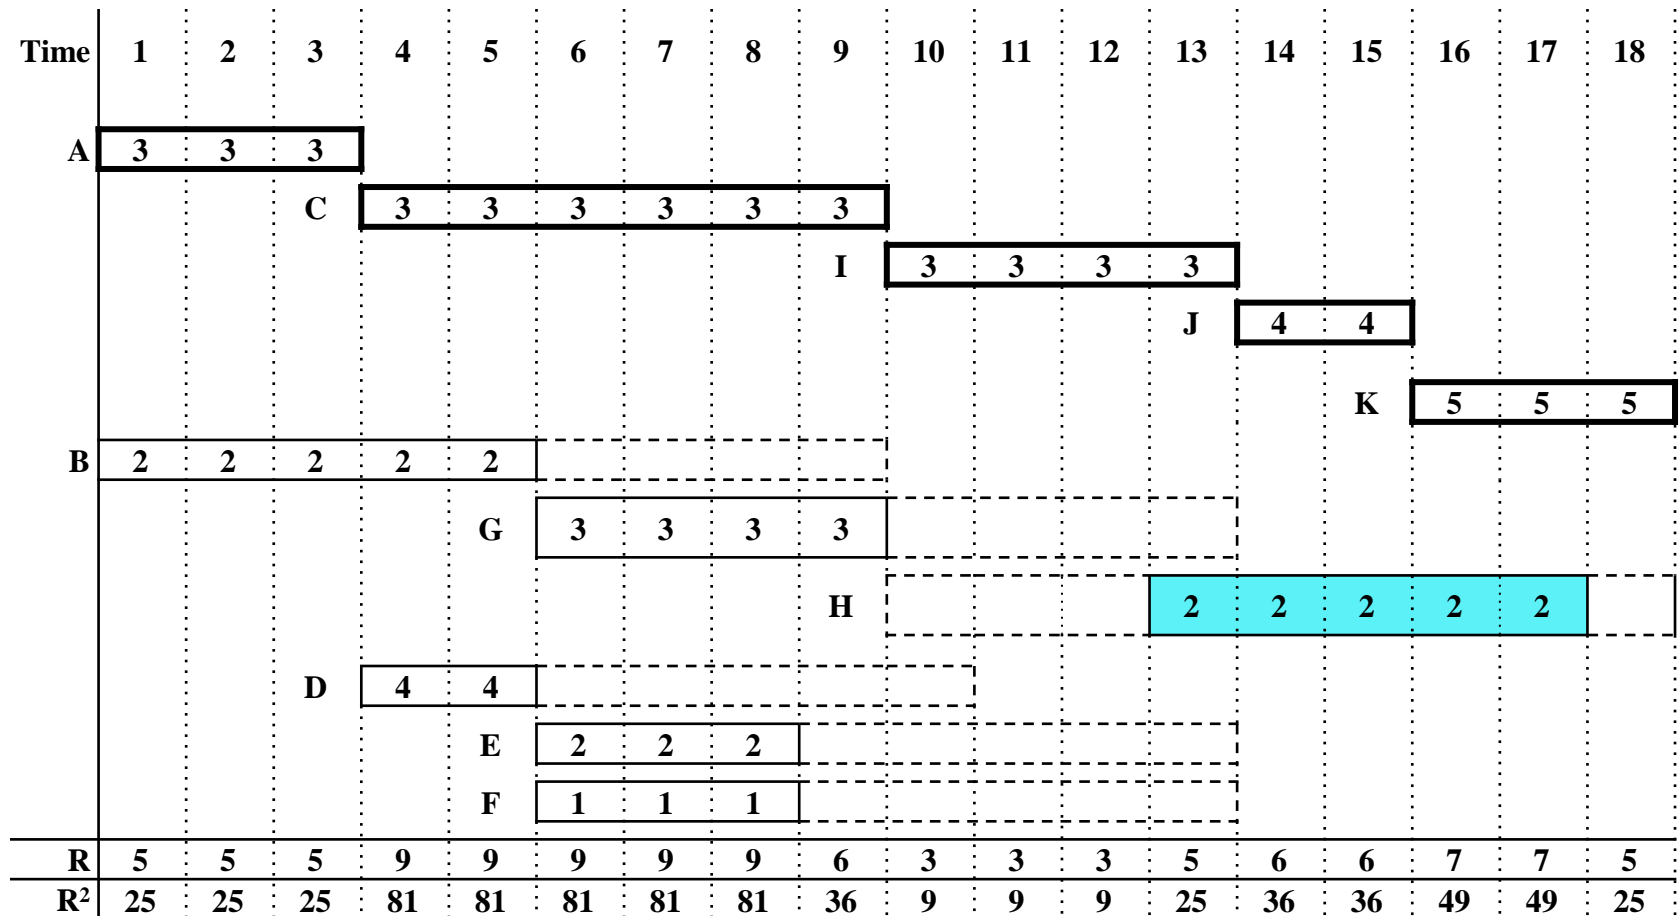 Time 1 2 3 4 5 6 7 8 9 10 11 12 13 14 15 16 17 18
A 3 3 3
C 3 3 3 3 3 3
I 3 3 3 3
J 4 4
K 5 5 5
B 2 2 2 2 2
G 3 3 3 3
H 2 2 2 2 2
D 4 4
E 2 2 2
F 1 1 1
R 5 5 5 9 9 9 9 9 6 3 3 3 5 6 6 7 7 5
R² 25 25 25 81 81 81 81 81 36 9 9 9 25 36 36 49 49 25